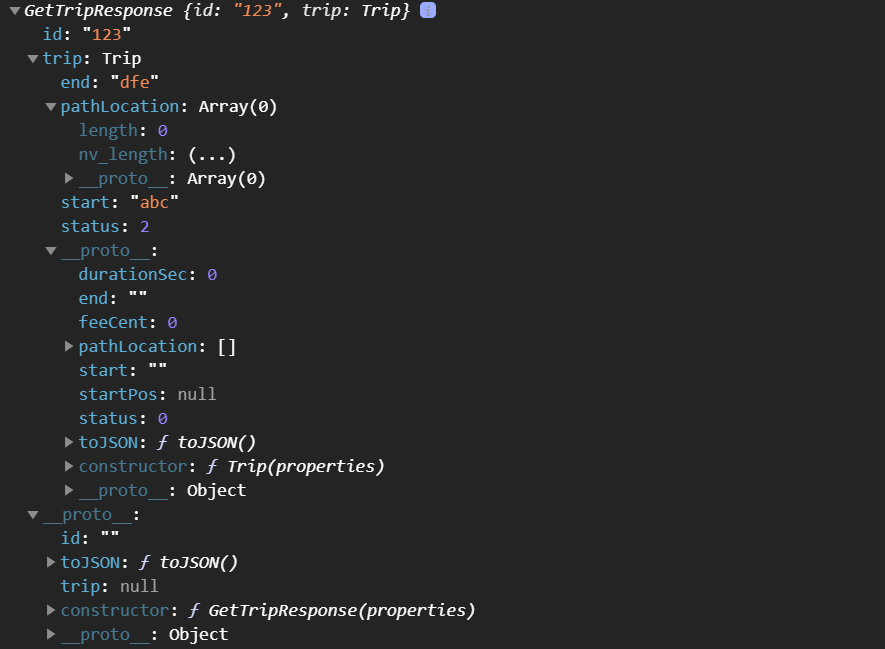 GetTripResponse {id: "123", trip: Trip} i
id: "123"
trip: Trip
end: "dfe"
pathLocation: Array(0)
length: 0
nv_length: (...)
__proto__: Array(0)
start: "abc"
status: 2
__proto__:
durationSec: 0
end: ""
feeCent: 0
pathLocation: []
start: ""
startPos: null
status: 0
toJSON: ƒ toJSON()
constructor: ƒ Trip(properties)
__proto__: Object
__proto__:
id: ""
toJSON: ƒ toJSON()
trip: null
constructor: ƒ GetTripResponse(properties)
__proto__: Object